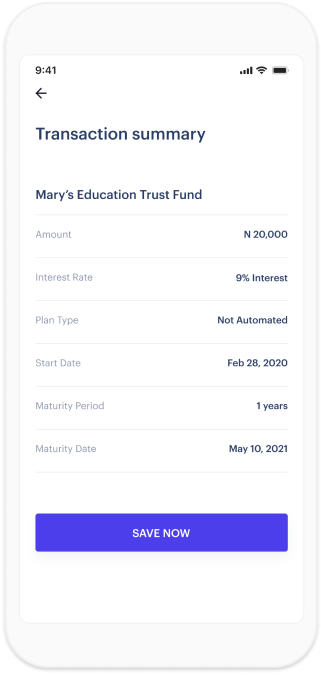 9:41
Transaction summary
Mary's Education Trust Fund
Amount N 20,000
Interest Rate 9% Interest
Plan Type Not Automated
Start Date Feb 28, 2020
Maturity Period 1 years
Maturity Date May 10, 2021
SAVE NOW